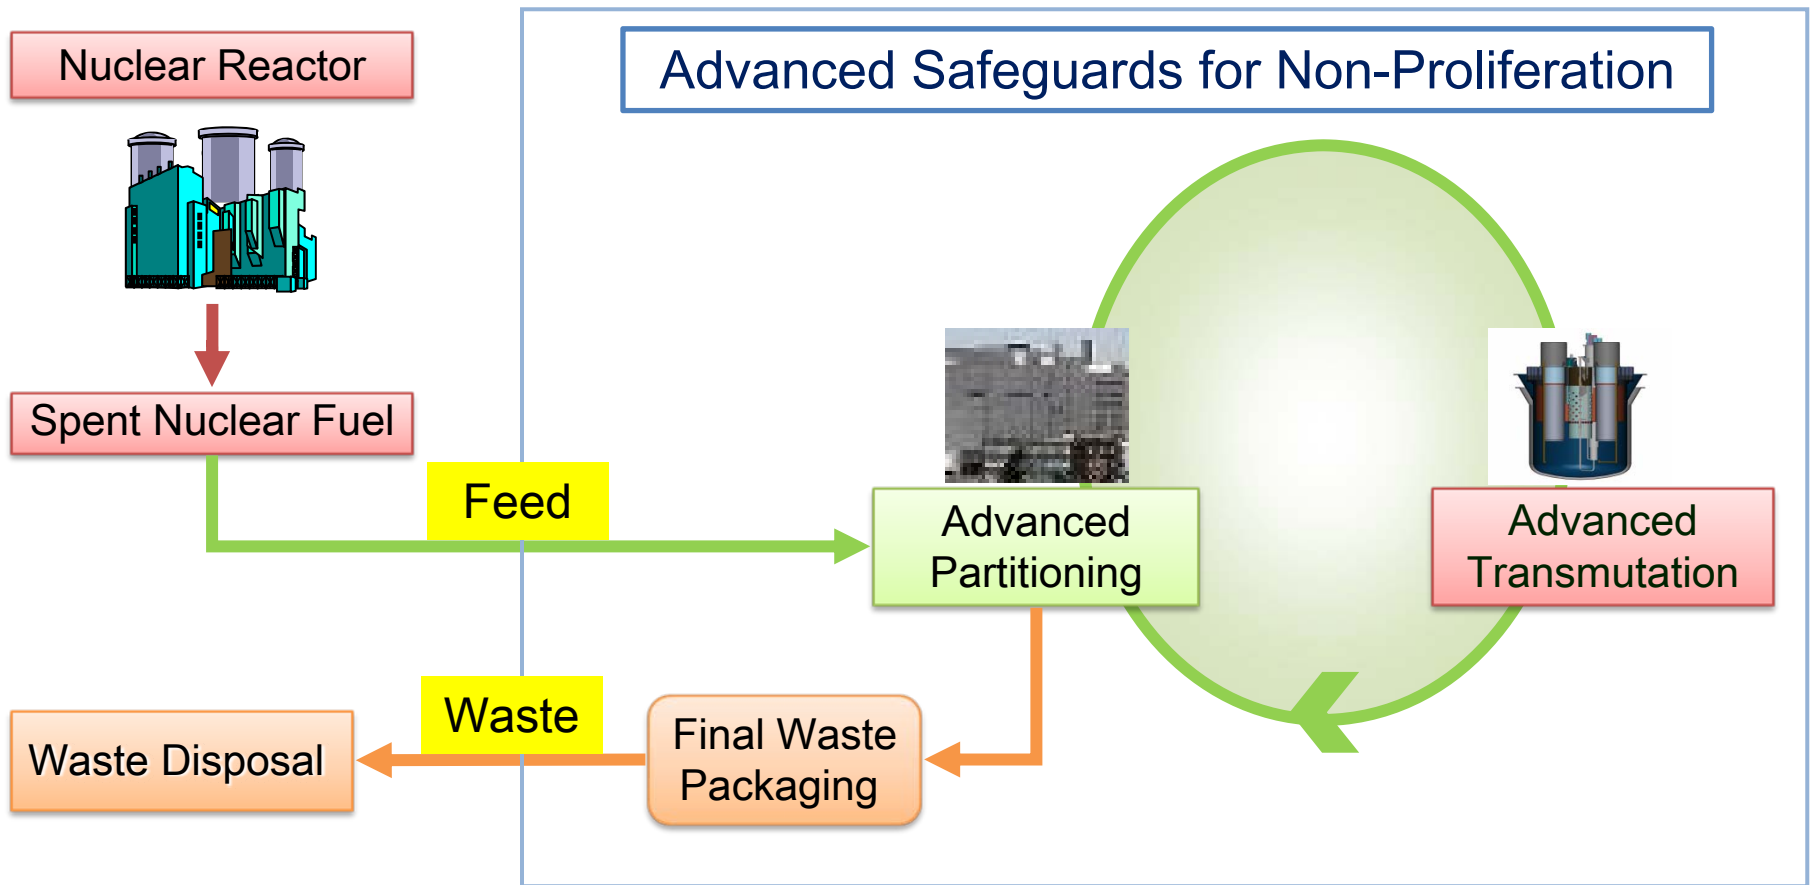 Nuclear Reactor
Advanced Safeguards for Non-Proliferation
Spent Nuclear Fuel
Feed
Advanced
Partitioning
Advanced
Transmutation
Waste
Final Waste
Packaging
Waste Disposal